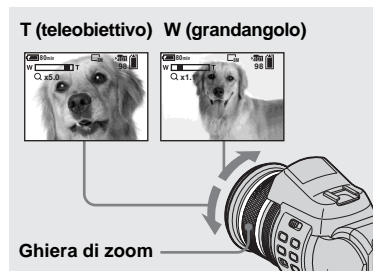 T (teleobiettivo) W (grandangolo)
80min 98
W T
x5.0
80min 98
W T
x1.1
Ghiera di zoom